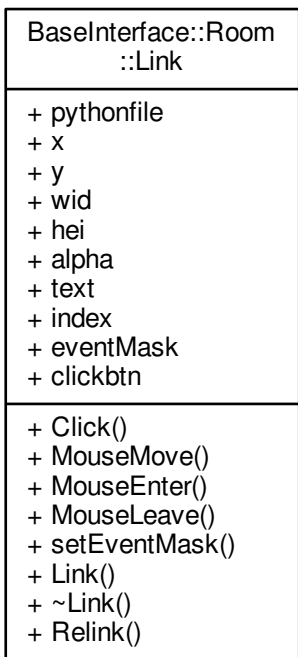 BaseInterface::Room
::Link
+ pythonfile
+ x
+ y
+ wid
+ hei
+ alpha
+ text
+ index
+ eventMask
+ clickbtn
+ Click()
+ MouseMove()
+ MouseEnter()
+ MouseLeave()
+ setEventMask()
+ Link()
+ ~Link()
+ Relink()